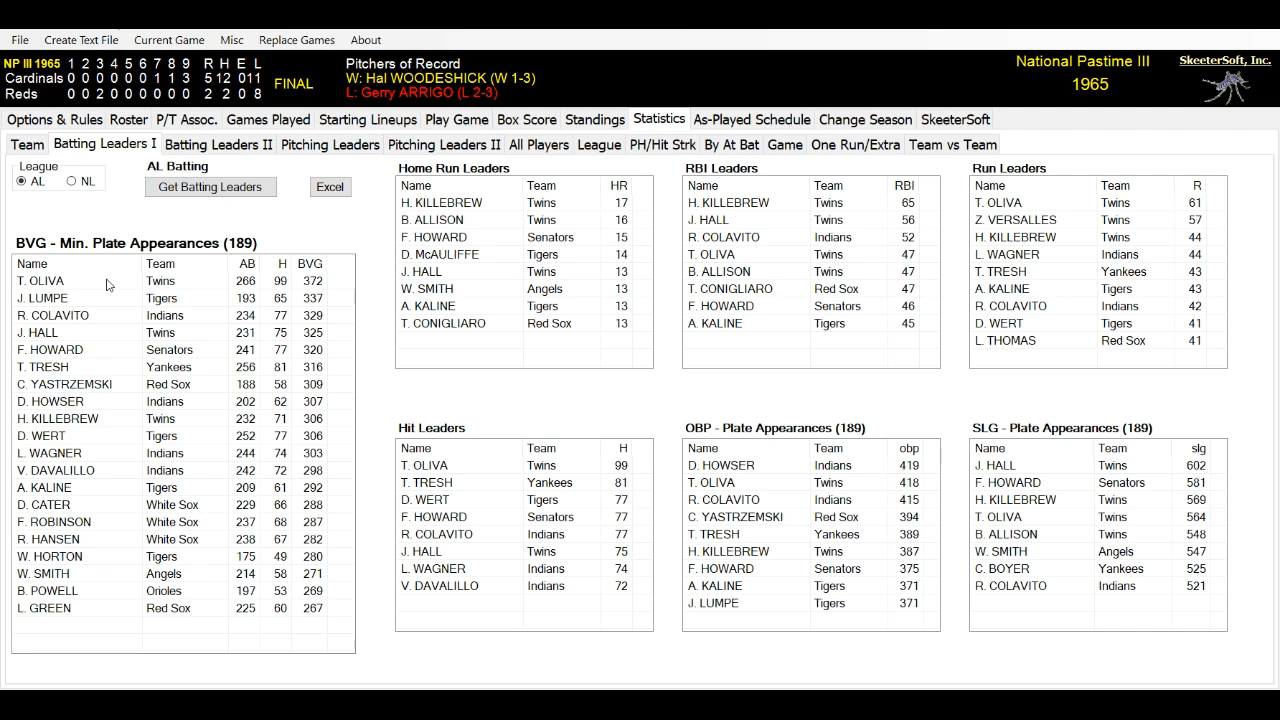 File Create Text File Current Game Misc Replace Games About
NP III 1965 1 2 3 4 5 6 7 8 9 R H E L
Cardinals 0 0 0 0 0 0 1 1 3 5 12 0 11
Reds 0 0 2 0 0 0 0 0 0 2 2 0 8
FINAL
Pitchers of Record
W: Hal WOODESHICK (W 1-3)
L: Gerry ARRIGO (L 2-3)
National Pastime III
1965
SkeeterSoft, Inc.
Options & Rules Roster P/T Assoc. Games Played Starting Lineups Play Game Box Score Standings Statistics As-Played Schedule Change Season SkeeterSoft
Team Batting Leaders I Batting Leaders II Pitching Leaders Pitching Leaders II All Players League PH/Hit Strk By At Bat Game One Run/Extra Team vs Team
League
AL NL
AL Batting
Get Batting Leaders Excel
BVG - Min. Plate Appearances (189)
Name Team AB H BVG
T. OLIVA Twins 266 99 372
J. LUMPE Tigers 193 65 337
R. COLAVITO Indians 234 77 329
J. HALL Twins 231 75 325
F. HOWARD Senators 241 77 320
T. TRESH Yankees 256 81 316
C. YASTRZEMSKI Red Sox 188 58 309
D. HOWSER Indians 202 62 307
H. KILLEBREW Twins 232 71 306
D. WERT Tigers 252 77 306
L. WAGNER Indians 244 74 303
V. DAVALILLO Indians 242 72 298
A. KALINE Tigers 209 61 292
D. CATER White Sox 229 66 288
F. ROBINSON White Sox 237 68 287
R. HANSEN White Sox 238 67 282
W. HORTON Tigers 175 49 280
W. SMITH Angels 214 58 271
B. POWELL Orioles 197 53 269
L. GREEN Red Sox 225 60 267
Home Run Leaders
Name Team HR
H. KILLEBREW Twins 17
B. ALLISON Twins 16
F. HOWARD Senators 15
D. McAULIFFE Tigers 14
J. HALL Twins 13
W. SMITH Angels 13
A. KALINE Tigers 13
T. CONIGLIARO Red Sox 13
RBI Leaders
Name Team RBI
H. KILLEBREW Twins 65
J. HALL Twins 56
R. COLAVITO Indians 52
T. OLIVA Twins 47
B. ALLISON Twins 47
T. CONIGLIARO Red Sox 47
F. HOWARD Senators 46
A. KALINE Tigers 45
Run Leaders
Name Team R
T. OLIVA Twins 61
Z. VERSALLES Twins 57
H. KILLEBREW Twins 44
L. WAGNER Indians 44
T. TRESH Yankees 43
A. KALINE Tigers 43
R. COLAVITO Indians 42
D. WERT Tigers 41
L. THOMAS Red Sox 41
Hit Leaders
Name Team H
T. OLIVA Twins 99
T. TRESH Yankees 81
D. WERT Tigers 77
F. HOWARD Senators 77
R. COLAVITO Indians 77
J. HALL Twins 75
L. WAGNER Indians 74
V. DAVALILLO Indians 72
OBP - Plate Appearances (189)
Name Team obp
D. HOWSER Indians 419
T. OLIVA Twins 418
R. COLAVITO Indians 415
C. YASTRZEMSKI Red Sox 394
T. TRESH Yankees 389
H. KILLEBREW Twins 387
F. HOWARD Senators 375
A. KALINE Tigers 371
J. LUMPE Tigers 371
SLG - Plate Appearances (189)
Name Team slg
J. HALL Twins 602
F. HOWARD Senators 581
H. KILLEBREW Twins 569
T. OLIVA Twins 564
B. ALLISON Twins 548
W. SMITH Angels 547
C. BOYER Yankees 525
R. COLAVITO Indians 521